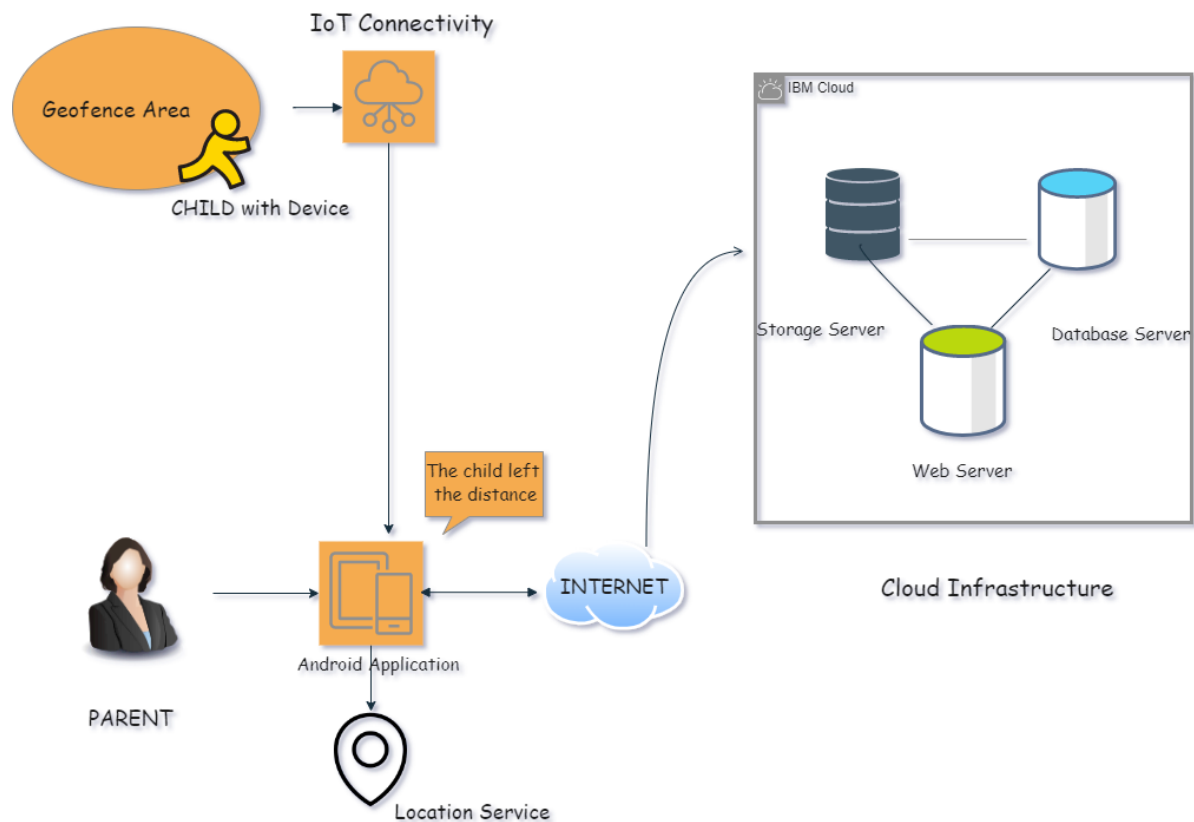 IoT Connectivity
Geofence Area
CHILD with Device
IBM Cloud
Storage Server
Database Server
Web Server
The child left
the distance
INTERNET
Cloud Infrastructure
Android Application
PARENT
Location Service